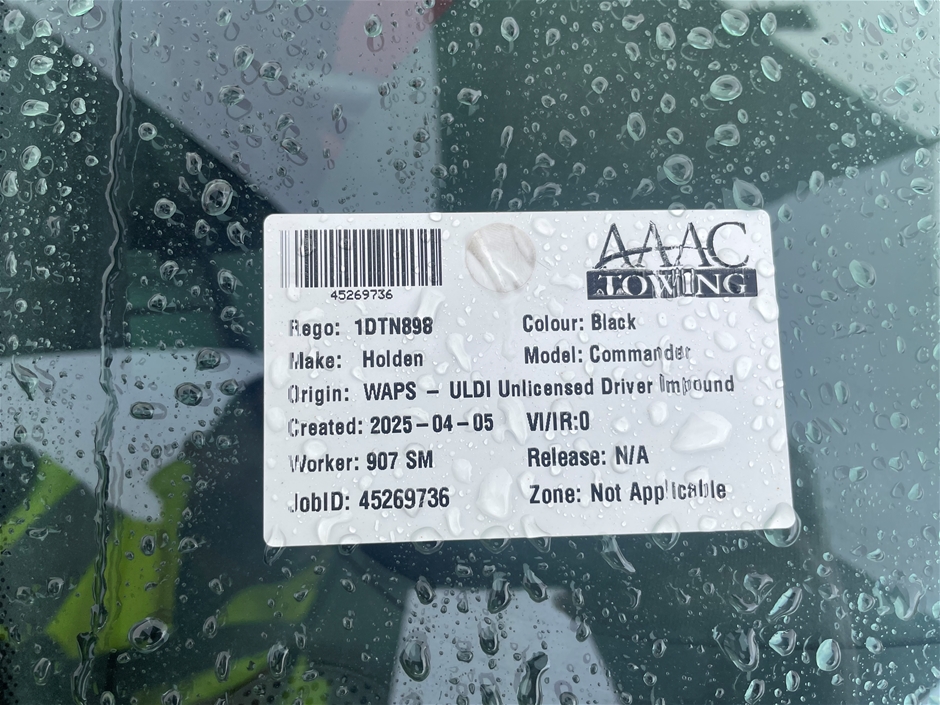 AAAC
TOWING
45269736
Rego: 1DTN898 Colour: Black
Make: Holden Model: Commander
Origin: WAPS – ULDI Unlicensed Driver Impound
Created: 2025-04-05 VI/IR:0
Worker: 907 SM Release: N/A
JobID: 45269736 Zone: Not Applicable